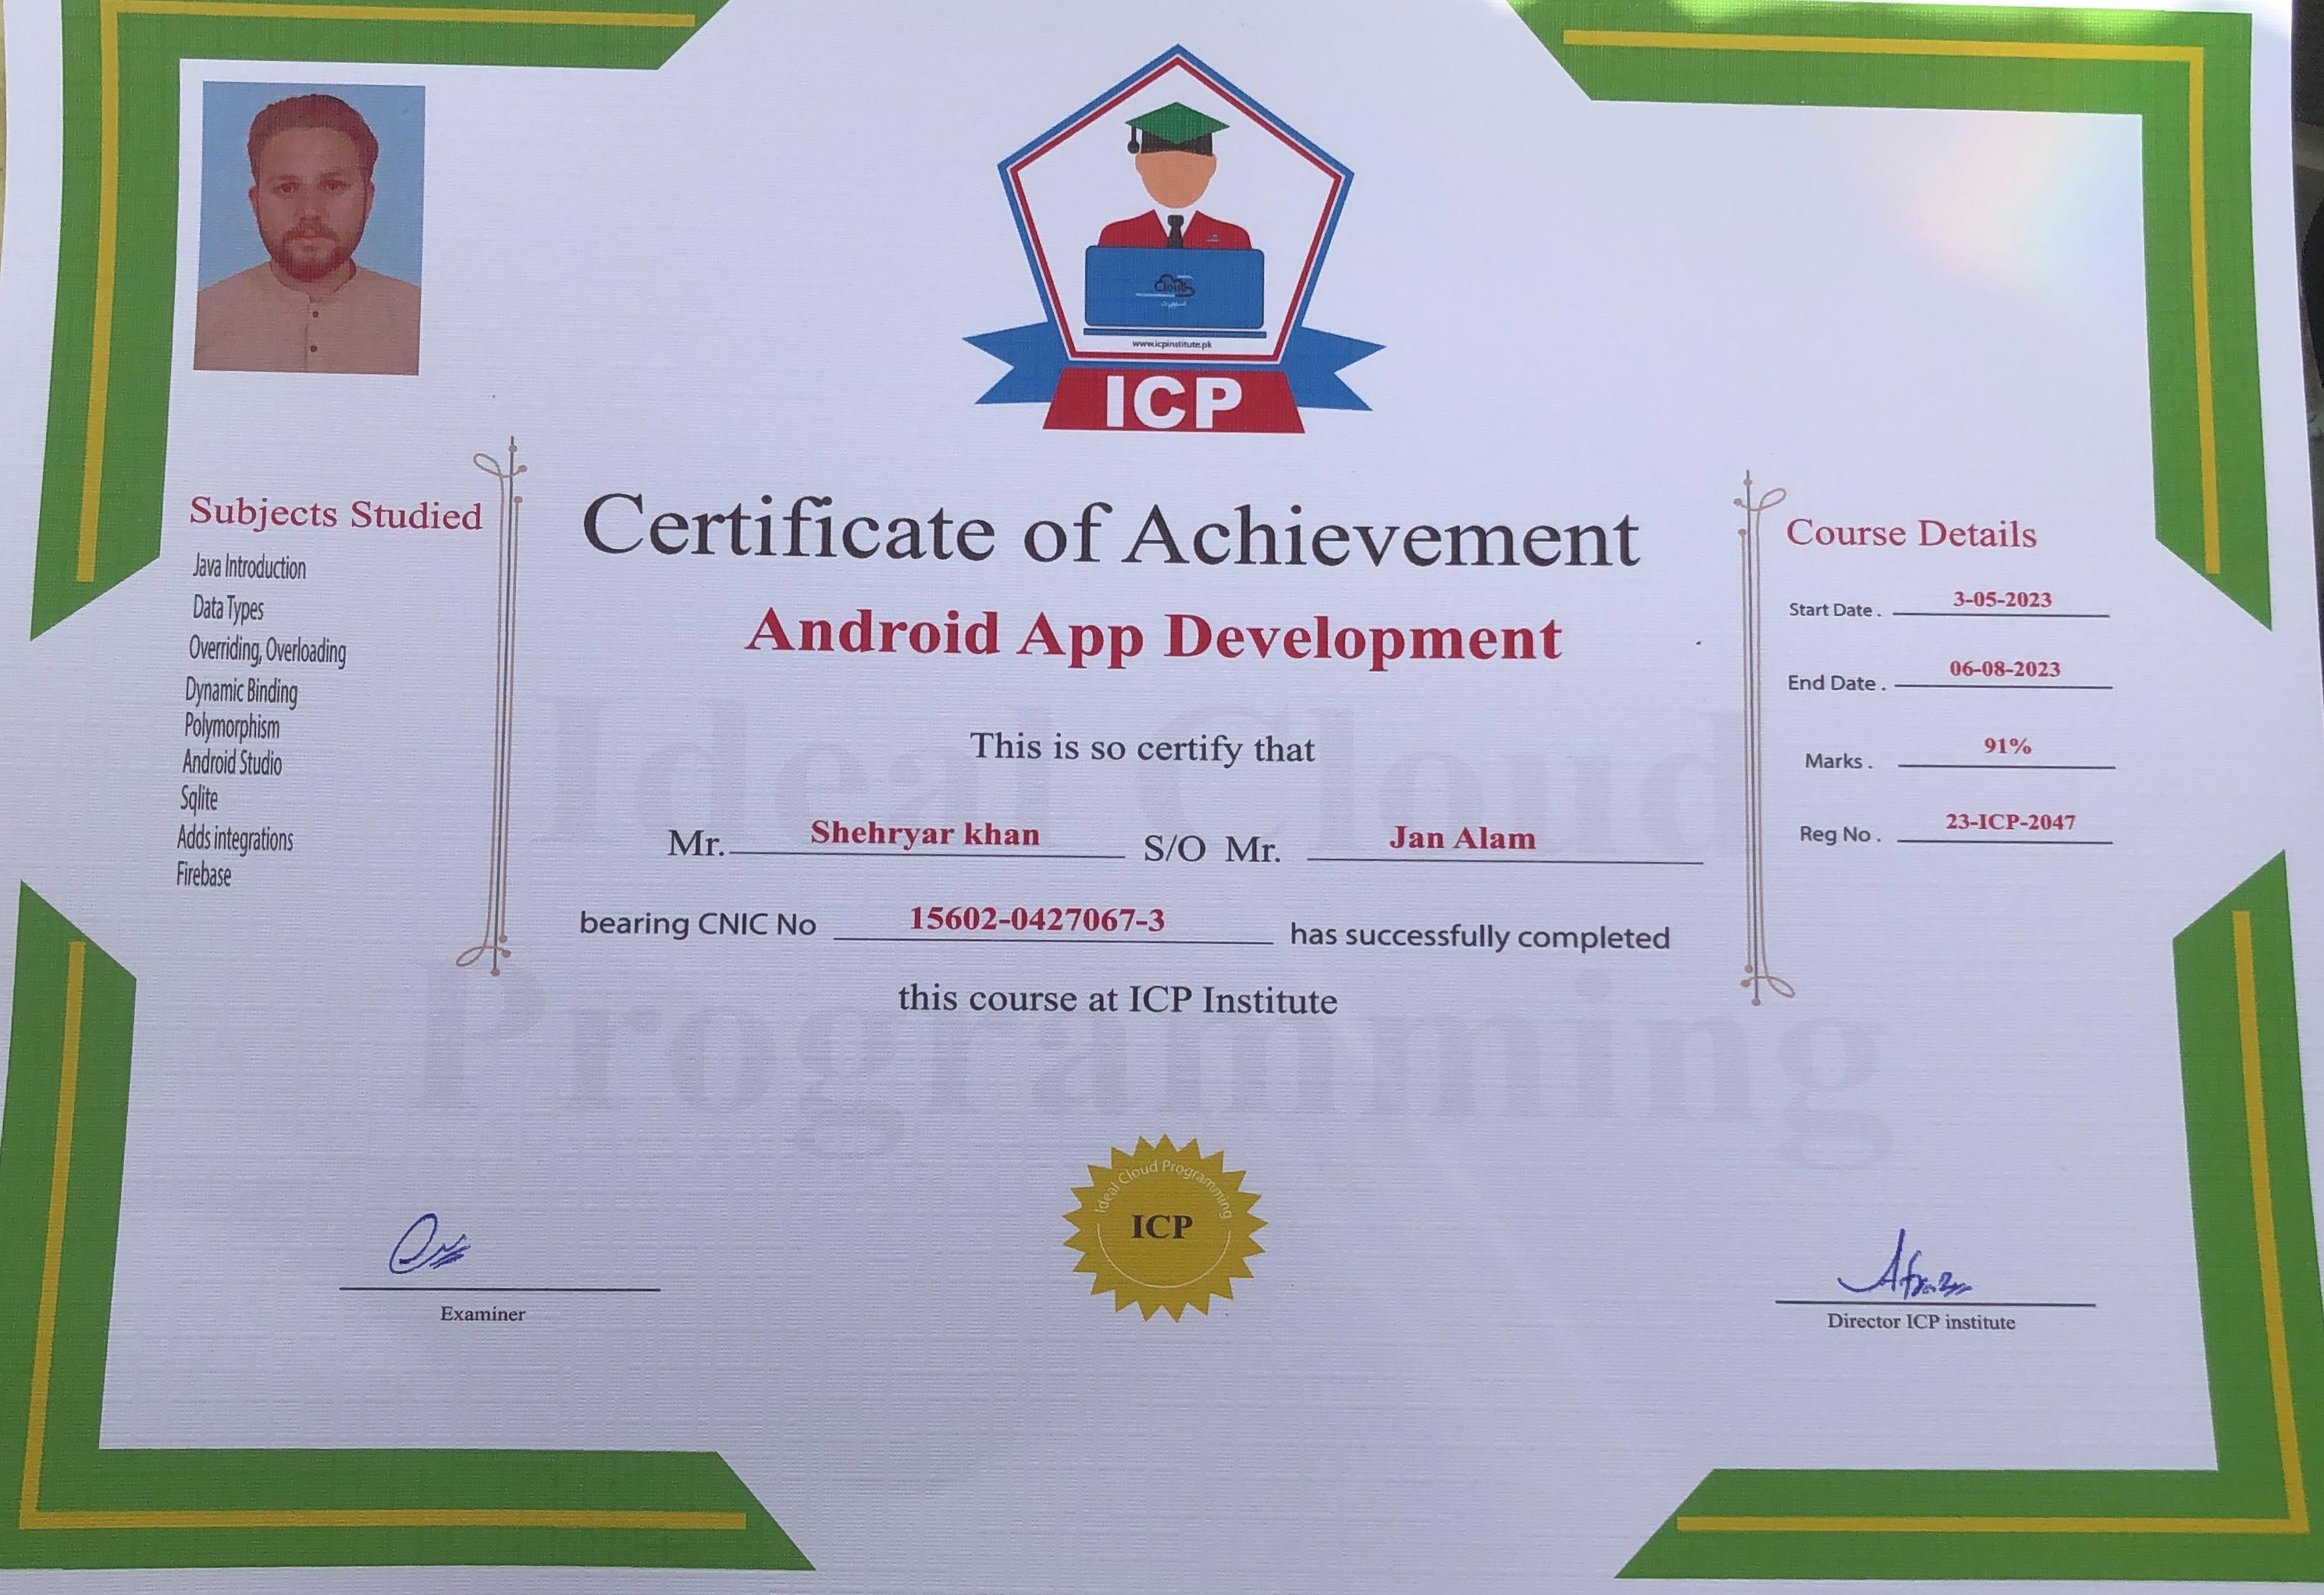 www.icpinstitute.pk
ICP
Subjects Studied
Java Introduction
Data Types
Overriding, Overloading
Dynamic Binding
Polymorphism
Android Studio
Sqlite
Adds integrations
Firebase
Certificate of Achievement
Android App Development
This is so certify that
Mr. Shehryar khan S/O Mr. Jan Alam
bearing CNIC No 15602-0427067-3 has successfully completed
this course at ICP Institute
Ideal Cloud
Programming
Course Details
Start Date . 3-05-2023
End Date . 06-08-2023
Marks . 91%
Reg No . 23-ICP-2047
Examiner
Ideal Cloud Programming
ICP
Director ICP institute